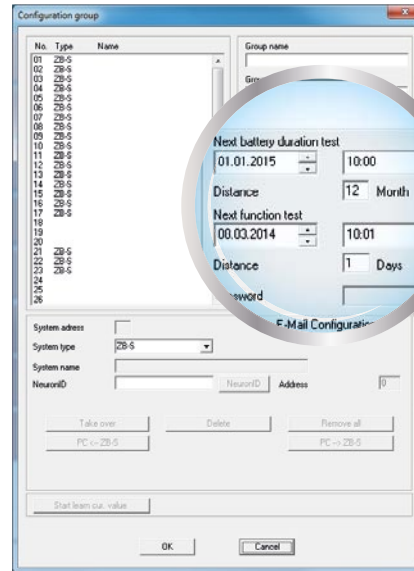 Configuration group
No. Type Name
01 ZB-S
02 ZB-S
03 ZB-S
04 ZB-S
05 ZB-S
06 ZB-S
07 ZB-S
08 ZB-S
09 ZB-S
10 ZB-S
11 ZB-S
12 ZB-S
13 ZB-S
14 ZB-S
15 ZB-S
16 ZB-S
17 ZB-S
18
19
20
21 ZB-S
22 ZB-S
23 ZB-S
24
25
26
Group name
Next battery duration test
01.01.2015 10:00
Distance 12 Month
Next function test
08.03.2014 10:01
Distance 1 Days
E-Mail Configuration
System adress
System type ZB-S
System name
NeuronID NeuronID Address 0
Take over Delete Remove all
PC <- ZB-S PC -> ZB-S
Start learn cur. value
OK Cancel